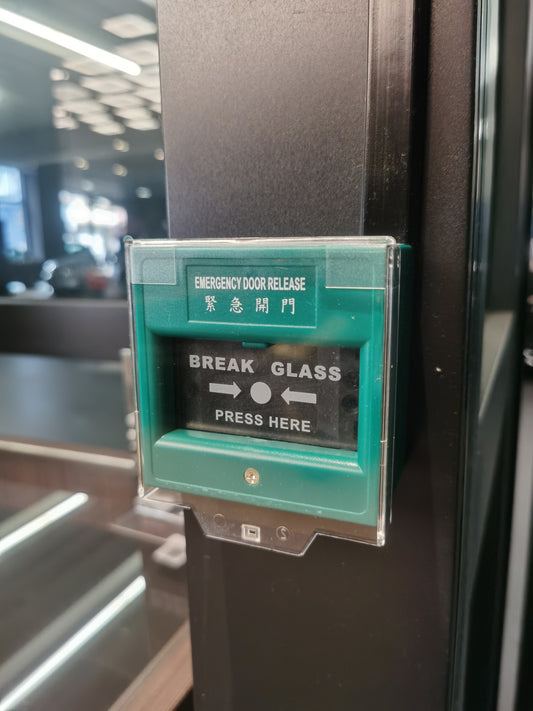 EMERGENCY DOOR RELEASE
緊急開門
BREAK GLASS
PRESS HERE